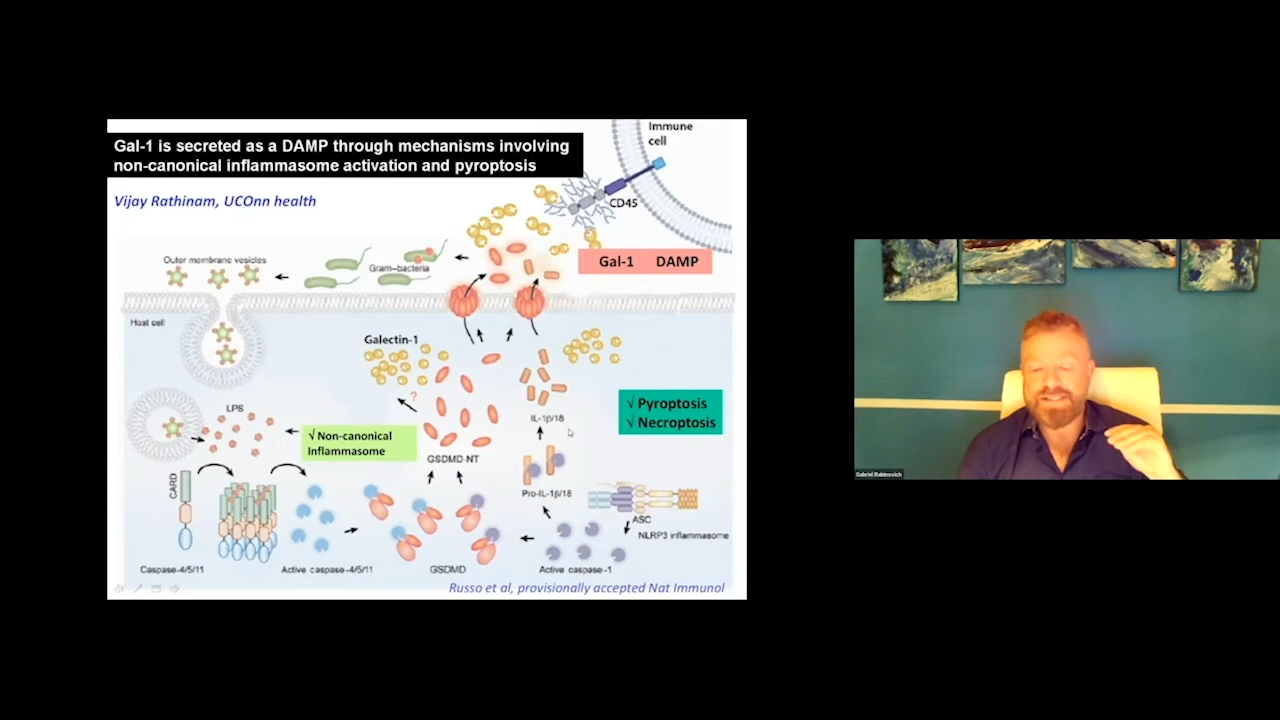 Gal-1 is secreted as a DAMP through mechanisms involving
non-canonical inflammasome activation and pyroptosis
Vijay Rathinam, UCOnn health
Immune
cell
CD45
Outer membrane vesicles
Gram-bacteria
Gal-1 DAMP
Host cell
Galectin-1
?
LPS
√ Non-canonical
Inflammasome
√ Pyroptosis
√ Necroptosis
IL-1β/18
GSDMD-NT
CARD
Pro-IL-1β/18
ASC
NLRP3 inflammasome
Caspase-4/5/11
Active caspase-4/5/11
GSDMD
Active caspase-1
Russo et al, provisionally accepted Nat Immunol
Gabriel Rabinovich